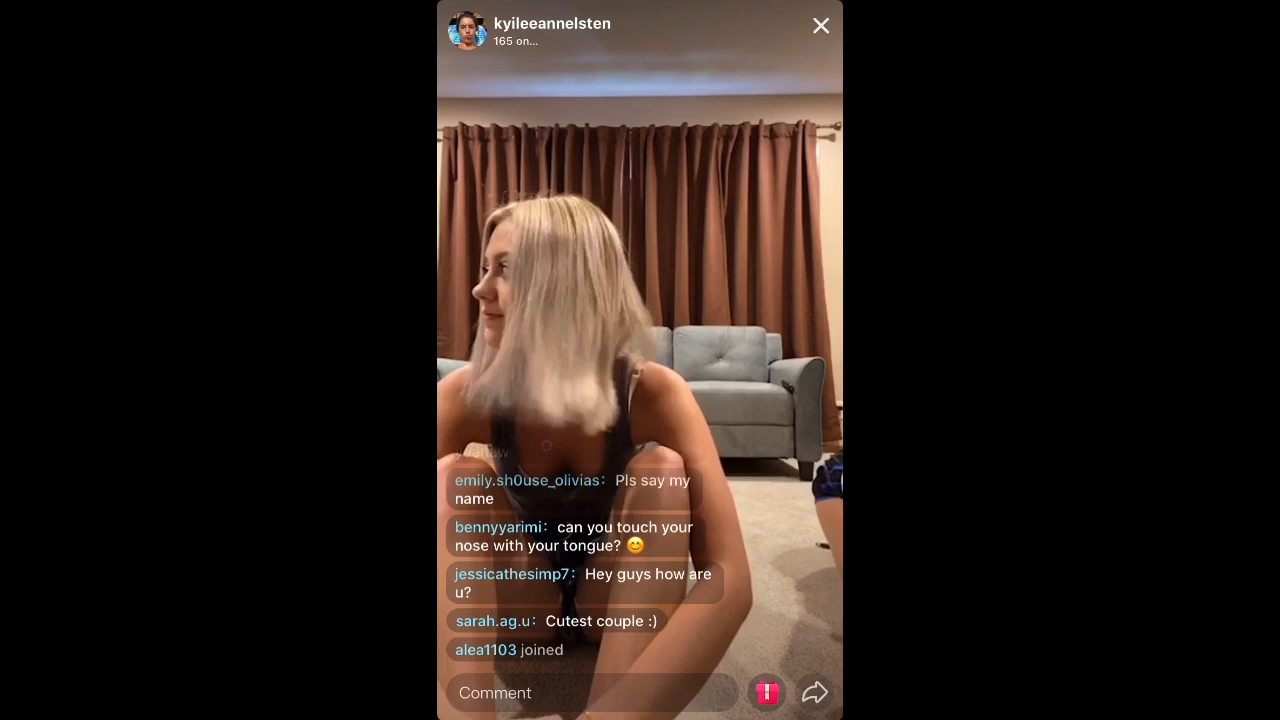 kyileeannelsten
165 on...
yeehaw
emily.sh0use_olivias: Pls say my
name
bennyyarimi: can you touch your
nose with your tongue? 😊
jessicathesimp7: Hey guys how are
u?
sarah.ag.u: Cutest couple :)
alea1103 joined
Comment